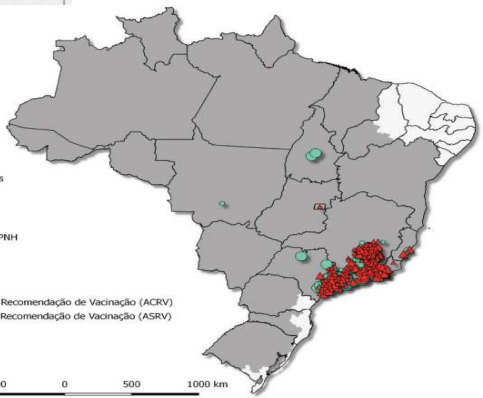 s
PNH
Recomendação de Vacinação (ACRV)
Recomendação de Vacinação (ASRV)
0 0 500 1000 km